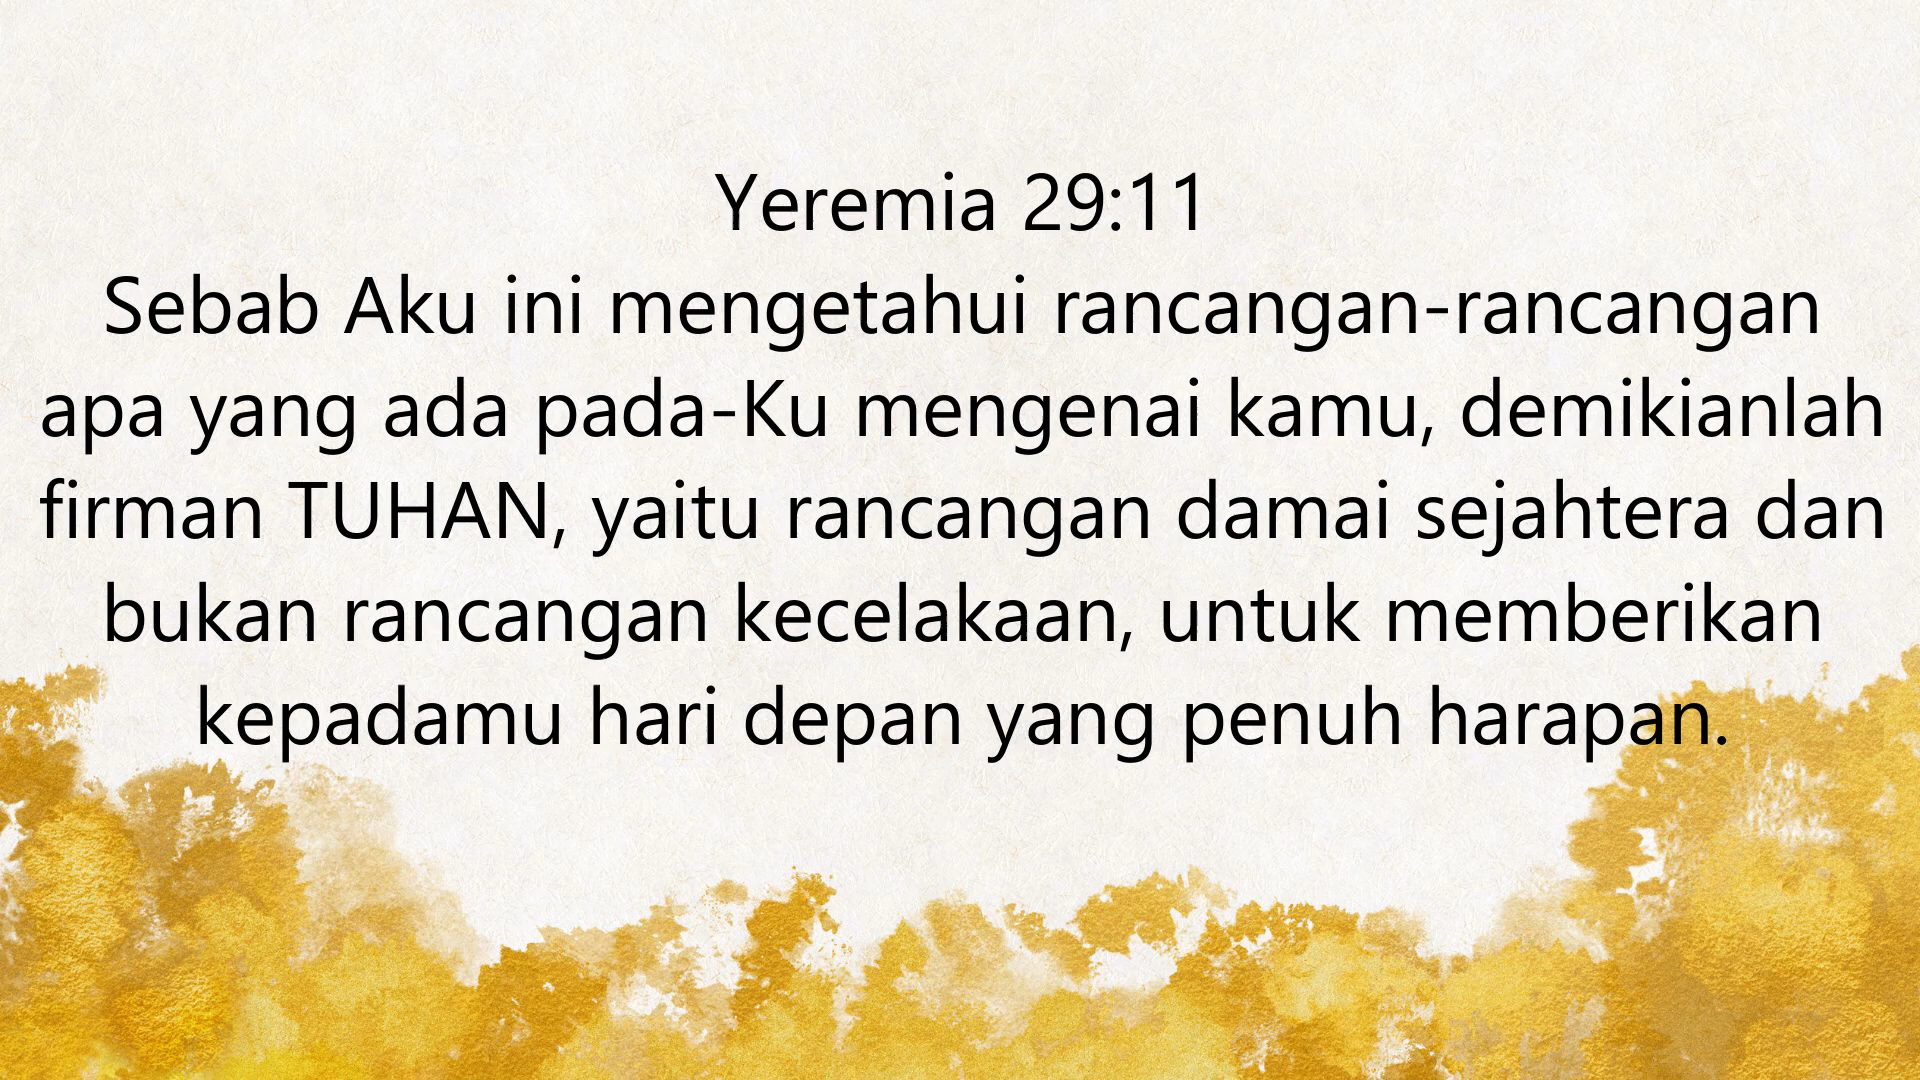 Yeremia 29:11
Sebab Aku ini mengetahui rancangan-rancangan
apa yang ada pada-Ku mengenai kamu, demikianlah
firman TUHAN, yaitu rancangan damai sejahtera dan
bukan rancangan kecelakaan, untuk memberikan
kepadamu hari depan yang penuh harapan.